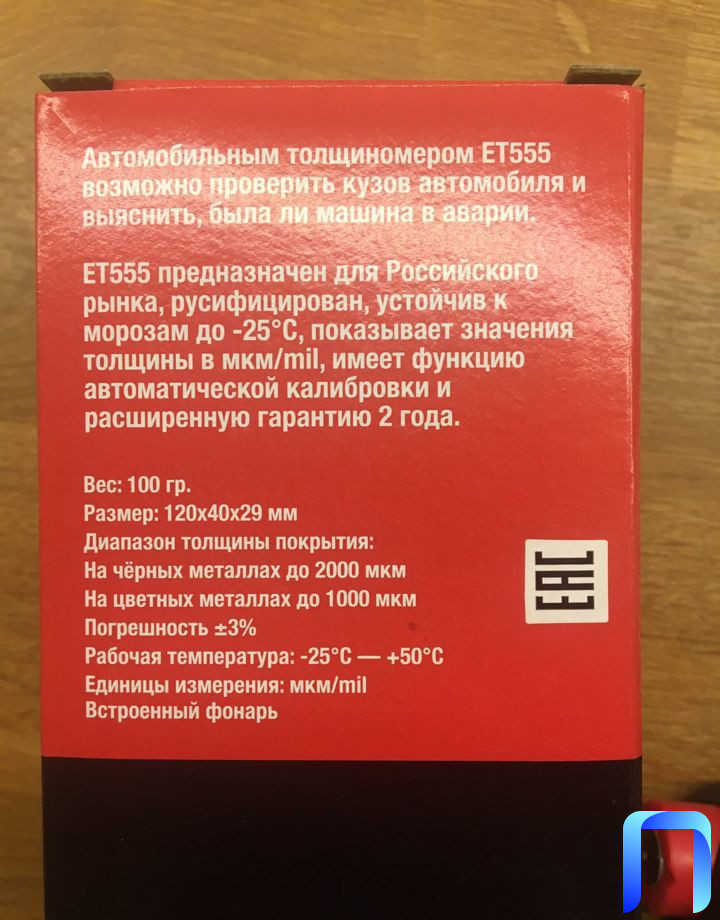 Автомобильным толщиномером ET555
возможно проверить кузов автомобиля и
выяснить, была ли машина в аварии.
ET555 предназначен для Российского
рынка, русифицирован, устойчив к
морозам до -25°C, показывает значения
толщины в мкм/mil, имеет функцию
автоматической калибровки и
расширенную гарантию 2 года.
Вес: 100 гр.
Размер: 120х40х29 мм
Диапазон толщины покрытия:
На чёрных металлах до 2000 мкм
На цветных металлах до 1000 мкм
Погрешность ±3%
Рабочая температура: -25°C — +50°C
Единицы измерения: мкм/mil
Встроенный фонарь
EAC